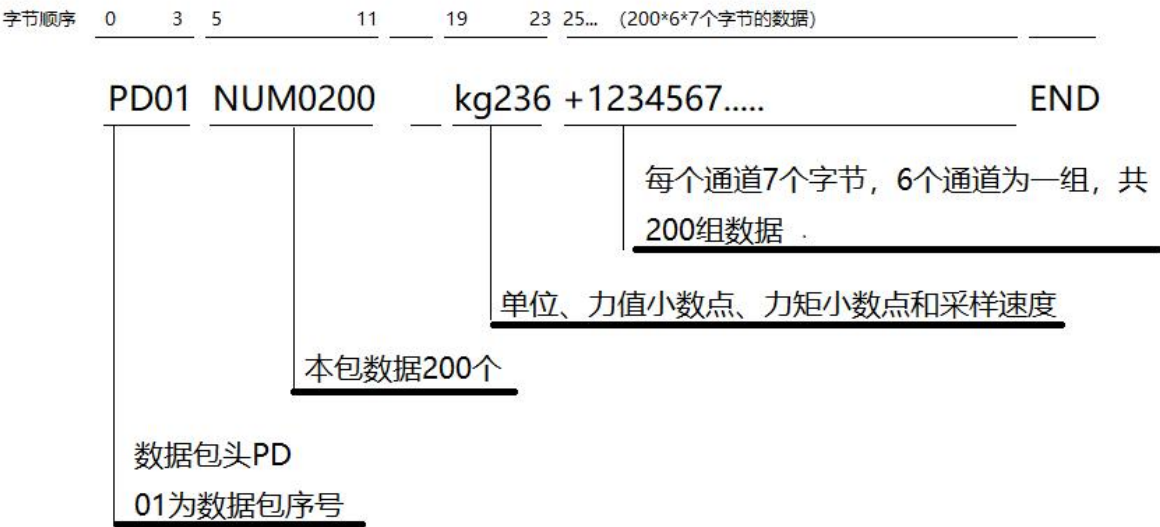 字节顺序 0 3 5 11 19 23 25... (200*6*7个字节的数据)
PD01 NUM0200 kg236 +1234567..... END
每个通道7个字节，6个通道为一组，共
200组数据 .
单位、力值小数点、力矩小数点和采样速度
本包数据200个
数据包头PD
01为数据包序号